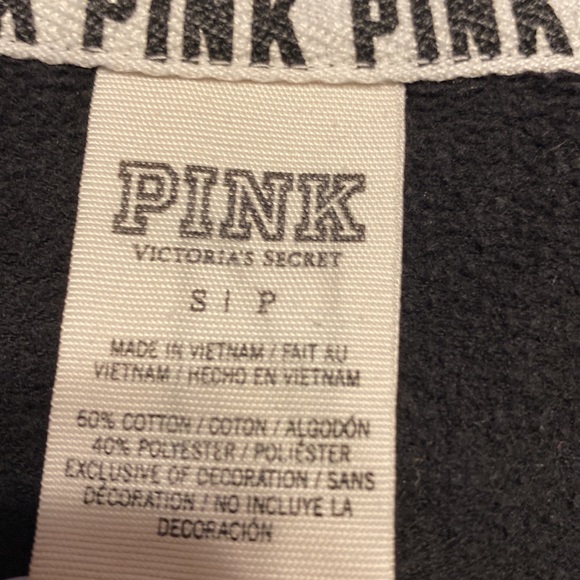 K PINK PINK
PINK
VICTORIA'S SECRET
S | P
MADE IN VIETNAM / FAIT AU
VIETNAM / HECHO EN VIETNAM
60% COTTON / COTON / ALGODÓN
40% POLYESTER / POLIÉSTER
EXCLUSIVE OF DECORATION / SANS
DÉCORATION / NO INCLUYE LA
DECORACIÓN